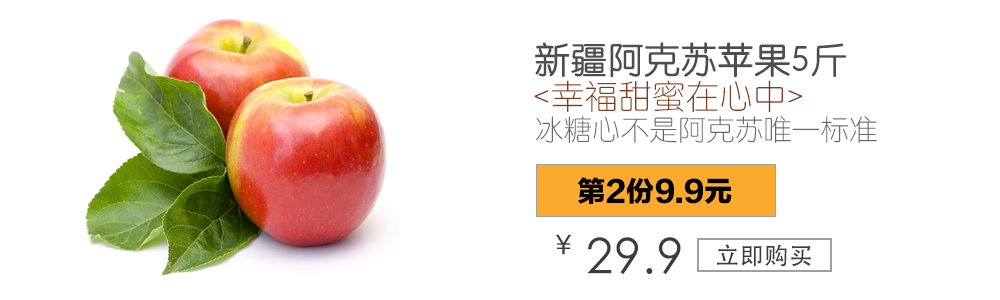 新疆阿克苏苹果5斤
<幸福甜蜜在心中>
冰糖心不是阿克苏唯一标准
第2份9.9元
¥ 29.9 立即购买